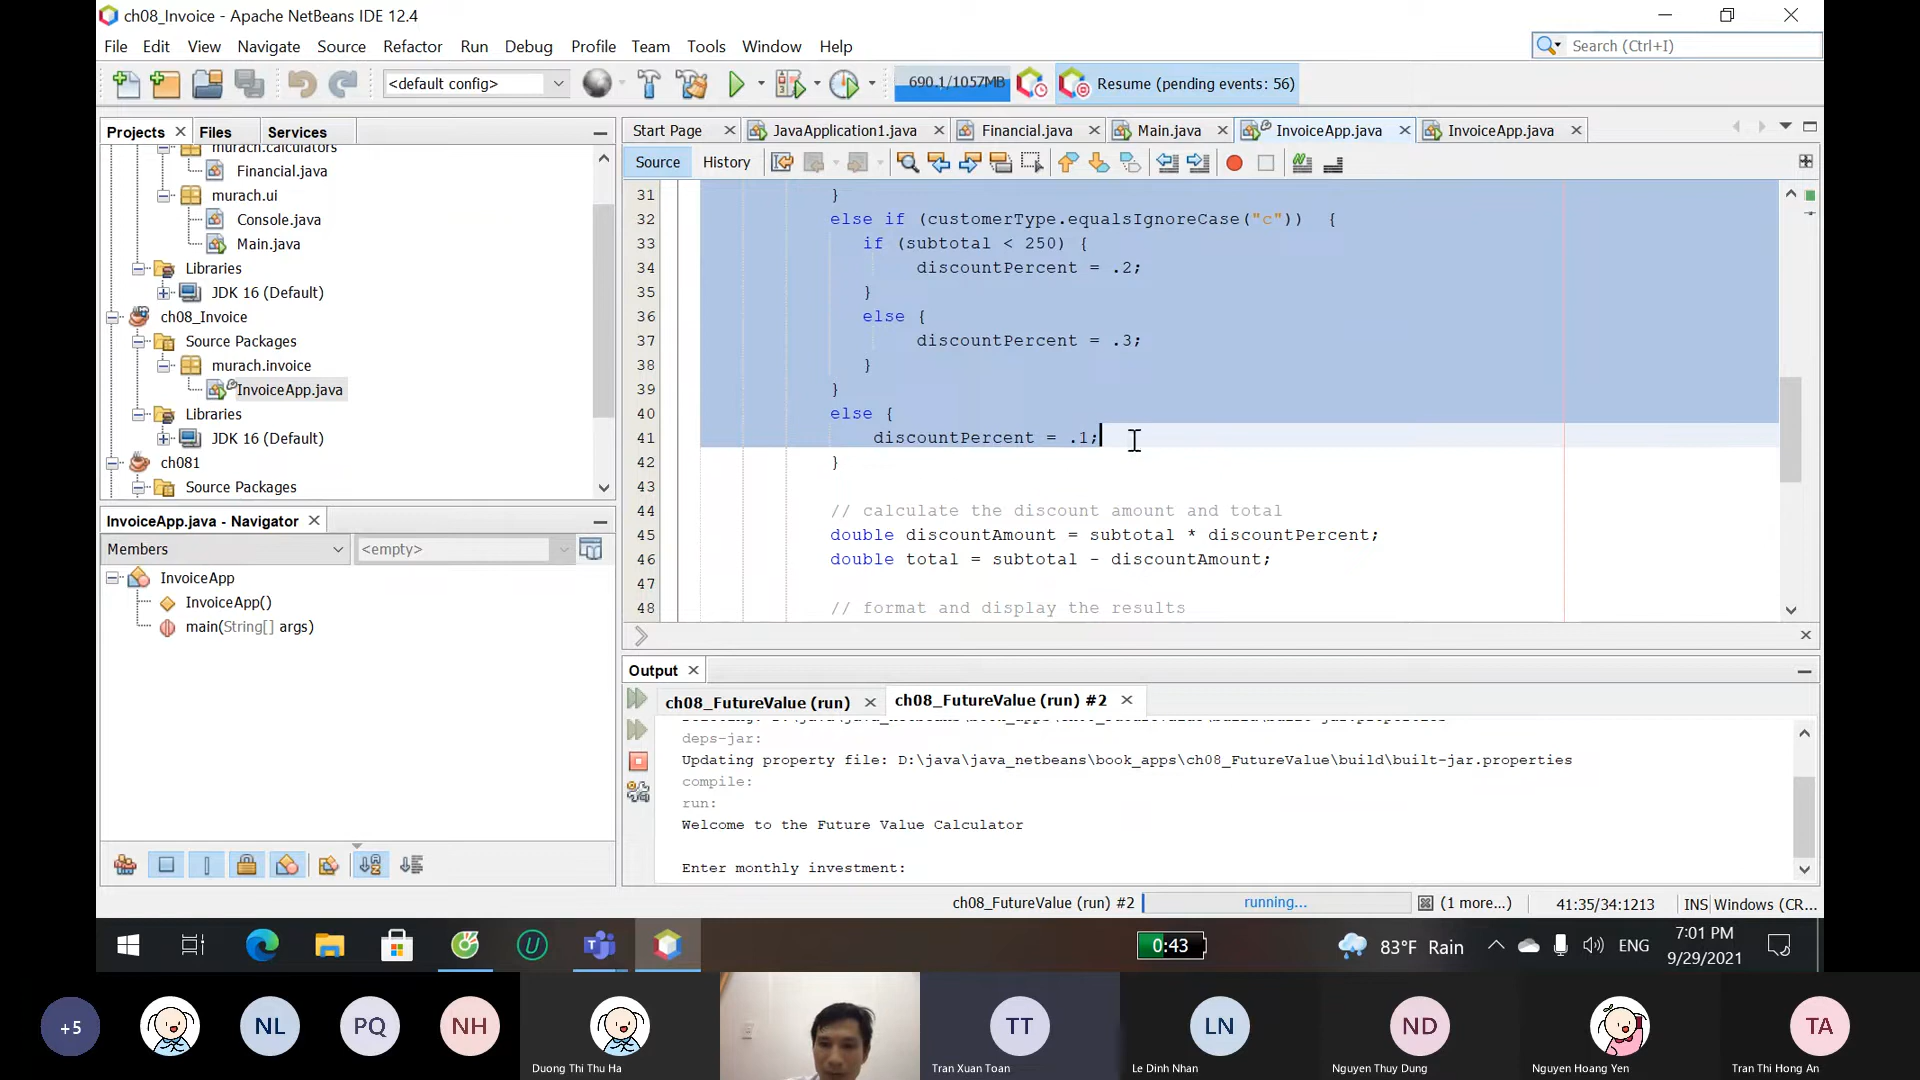 ch08_Invoice - Apache NetBeans IDE 12.4
File Edit View Navigate Source Refactor Run Debug Profile Team Tools Window Help
Search (Ctrl+I)
<default config>
690.1/1057MB
Resume (pending events: 56)
Projects Files Services
Start Page JavaApplication1.java Financial.java Main.java InvoiceApp.java InvoiceApp.java
Source History
murach.calculators
Financial.java
murach.ui
Console.java
Main.java
Libraries
JDK 16 (Default)
ch08_Invoice
Source Packages
murach.invoice
InvoiceApp.java
Libraries
JDK 16 (Default)
ch081
Source Packages
31 }
32 else if (customerType.equalsIgnoreCase("c")) {
33 if (subtotal < 250) {
34 discountPercent = .2;
35 }
36 else {
37 discountPercent = .3;
38 }
39 }
40 else {
41 discountPercent = .1;
42 }
43
44 // calculate the discount amount and total
45 double discountAmount = subtotal * discountPercent;
46 double total = subtotal - discountAmount;
47
48 // format and display the results
InvoiceApp.java - Navigator
Members
<empty>
InvoiceApp
InvoiceApp()
main(String[] args)
Output
ch08_FutureValue (run) ch08_FutureValue (run) #2
deps-jar:
Updating property file: D:\java\java_netbeans\book_apps\ch08_FutureValue\build\built-jar.properties
compile:
run:
Welcome to the Future Value Calculator
Enter monthly investment:
ch08_FutureValue (run) #2 running... (1 more...) 41:35/34:1213 INS Windows (CR...
0:43
83°F Rain
ENG
7:01 PM
9/29/2021
+5
NL
PQ
NH
TT
LN
ND
TA
Duong Thi Thu Ha
Tran Xuan Toan
Le Dinh Nhan
Nguyen Thuy Dung
Nguyen Hoang Yen
Tran Thi Hong An